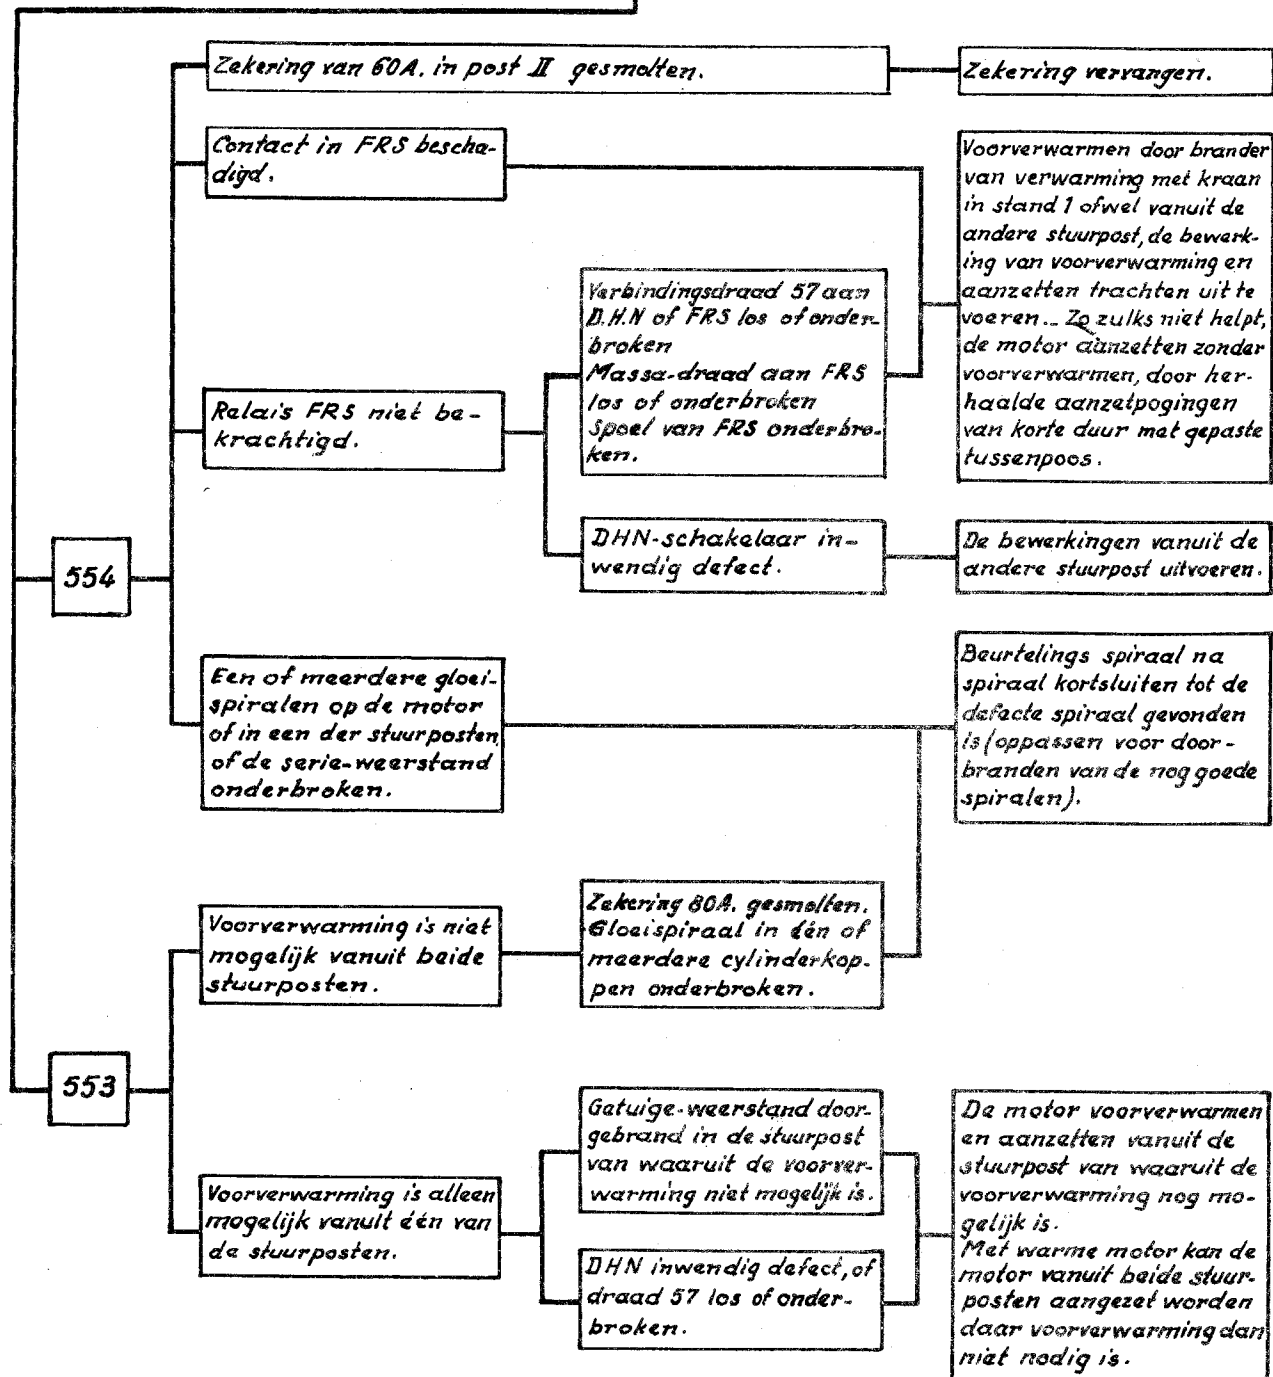 Zekering van 60A. in post II gesmolten.
Zekering vervangen.
Contact in FRS bescha-
digd.
Voorverwarmen door brander
van verwarming met kraan
in stand 1 ofwel vanuit de
andere stuurpost, de bewerk-
ing van voorverwarming en
aanzetten trachten uit te
voeren... Zo zulks niet helpt,
de motor aanzetten zonder
voorverwarmen, door her-
haalde aanzetpogingen
van korte duur met gepaste
tussenpoos.
Relais FRS niet be-
krachtigd.
Verbindingsdraad 57 aan
D.H.N of FRS los of onder-
broken
Massa-draad aan FRS
los of onderbroken
Spoel van FRS onderbro-
ken.
DHN-schakelaar in-
wendig defect.
De bewerkingen vanuit de
andere stuurpost uitvoeren.
554
Een of meerdere gloei-
spiralen op de motor
of in een der stuurposten
of de serie-weerstand
onderbroken.
Beurtelings spiraal na
spiraal kortsluiten tot de
defecte spiraal gevonden
is (oppassen voor door-
branden van de nog goede
spiralen).
Voorverwarming is niet
mogelijk vanuit beide
stuurposten.
Zekering 80A. gesmolten.
Gloeispiraal in één of
meerdere cylinderkop-
pen onderbroken.
553
Voorverwarming is alleen
mogelijk vanuit één van
de stuurposten.
Getuige-weerstand door-
gebrand in de stuurpost
van waaruit de voorver-
warming niet mogelijk is.
DHN inwendig defect, of
draad 57 los of onder-
broken.
De motor voorverwarmen
en aanzetten vanuit de
stuurpost van waaruit de
voorverwarming nog mo-
gelijk is.
Met warme motor kan de
motor vanuit beide stuur-
posten aangezet worden
daar voorverwarming dan
niet nodig is.